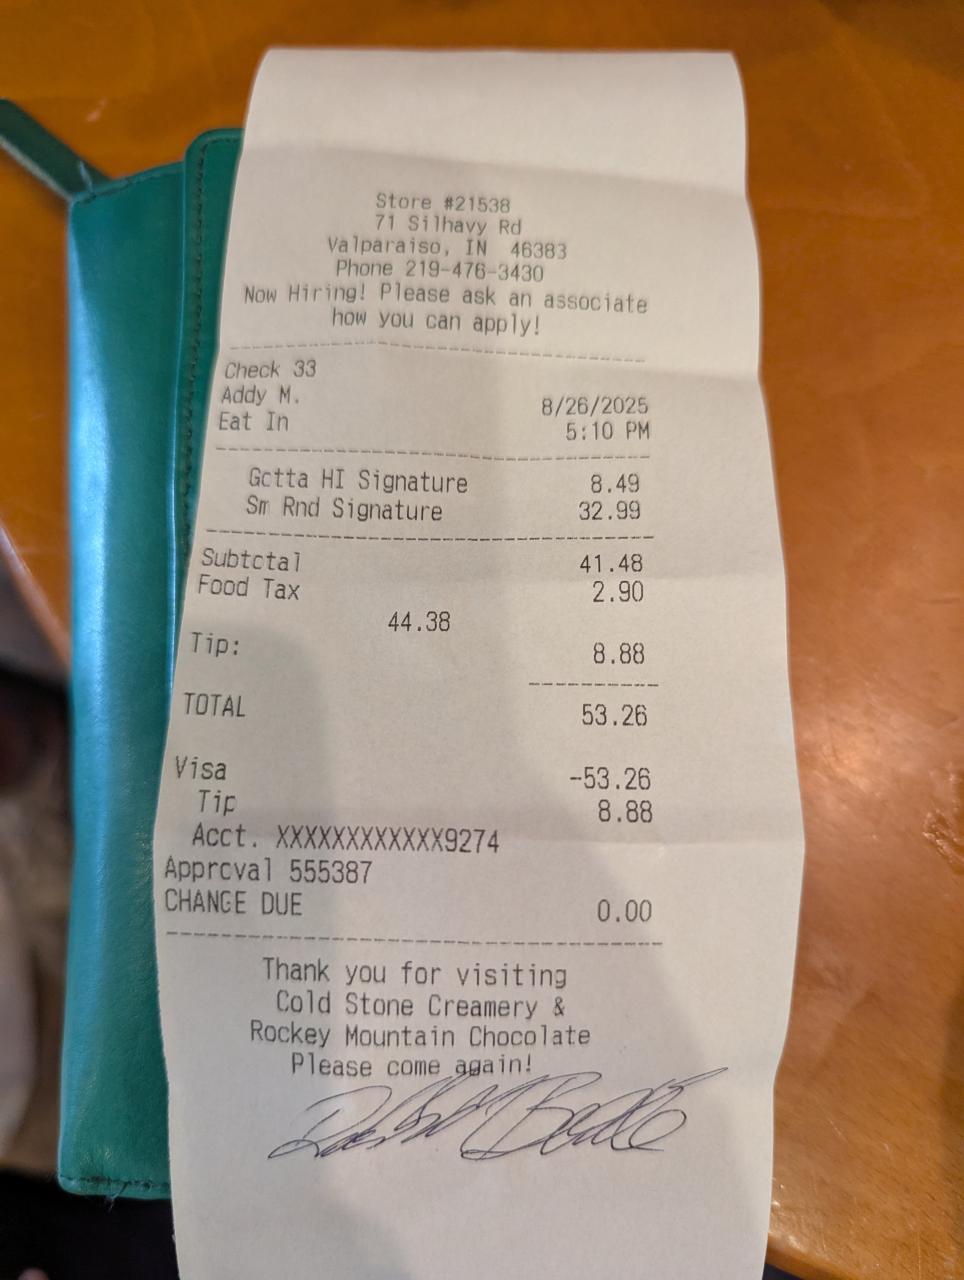 Store #21538
71 Silhavy Rd
Valparaiso, IN 46383
Phone 219-476-3430
Now Hiring! Please ask an associate
how you can apply!
Check 33
Addy M. 8/26/2025
Eat In 5:10 PM
Gotta HI Signature 8.49
Sm Rnd Signature 32.99
Subtotal 41.48
Food Tax 2.90
44.38
Tip: 8.88
TOTAL 53.26
Visa -53.26
Tip 8.88
Acct. XXXXXXXXXXXX9274
Approval 555387
CHANGE DUE 0.00
Thank you for visiting
Cold Stone Creamery &
Rockey Mountain Chocolate
Please come again!